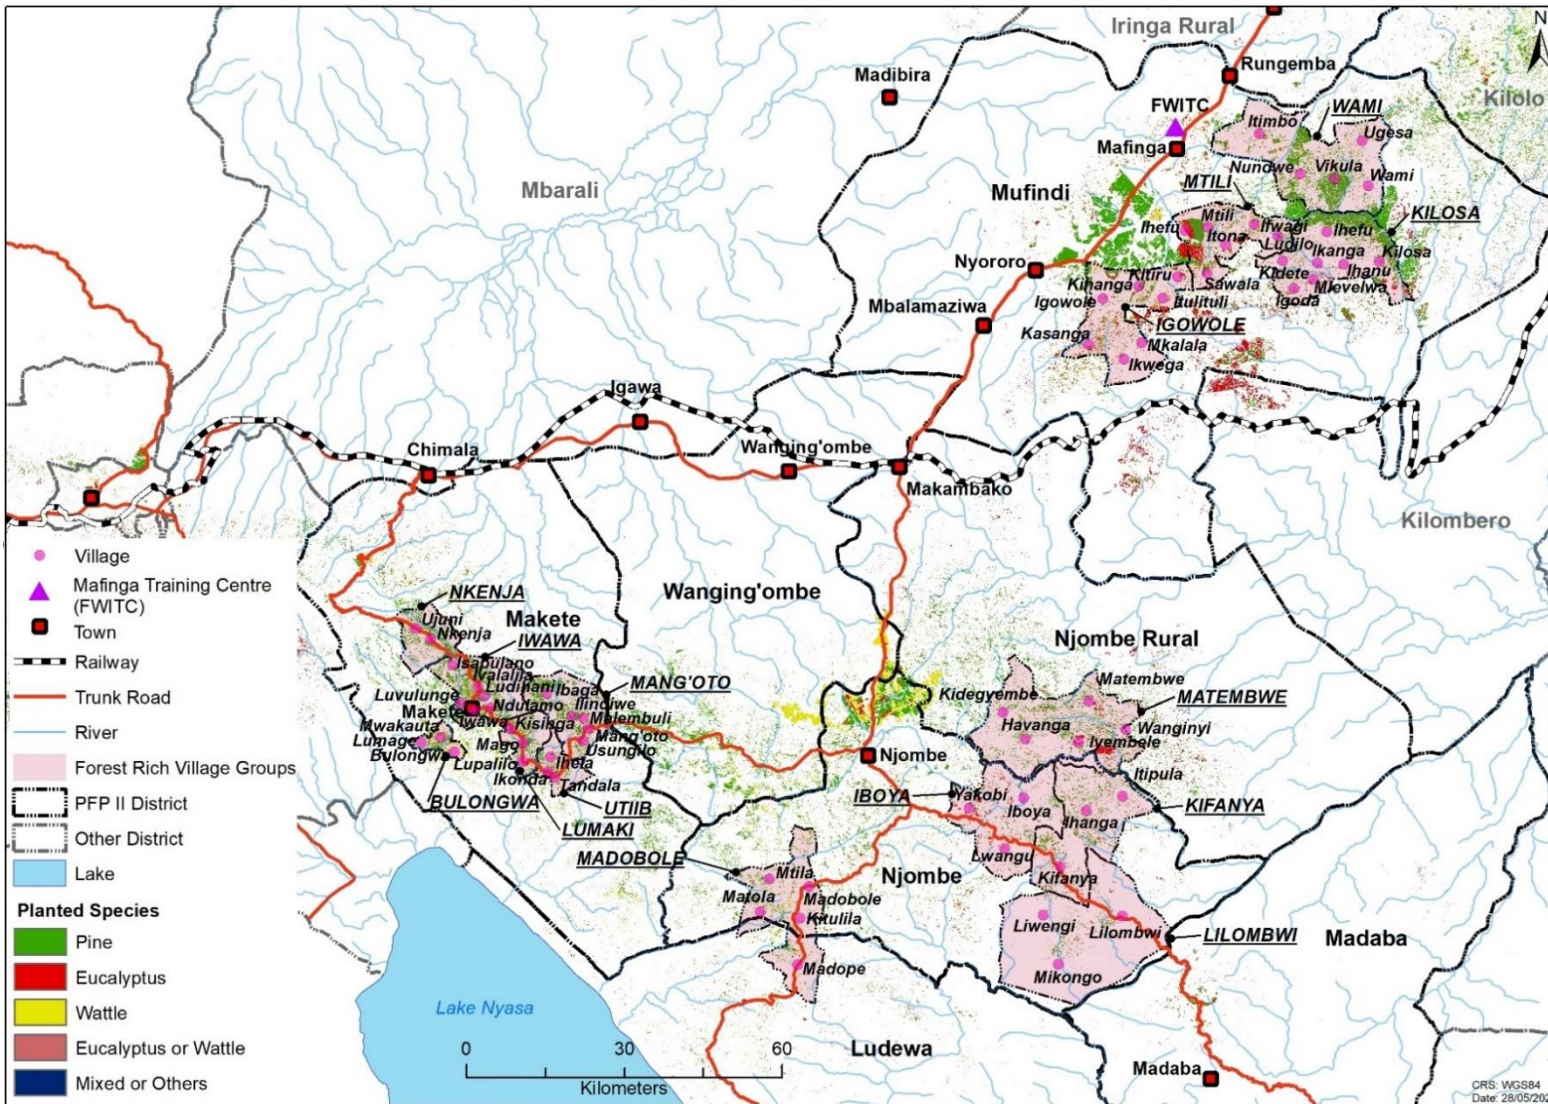 Iringa Rural
N
Madibira
Rungemba
Kilolo
FWITC
Itimbo
WAMI
Ugesa
Mafinga
Nundwe
Vikula
Wami
Mbarali
Mufindi
MTILI
KILOSA
Mtili
Ihefu
Ifwagi
Ihefu
Itona
Ludilo
Ikanga
Kilosa
Nyororo
Kitiru
Kidete
Ihanu
Kihanga
Sawala
Mlevelwa
Igowole
Itulituli
Igoda
Mbalamaziwa
IGOWOLE
Kasanga
Mkalala
Ikwega
Igawa
Chimala
Wanging'ombe
Makambako
Kilombero
Village
Mafinga Training Centre
(FWITC)
Town
Railway
Trunk Road
River
Forest Rich Village Groups
PFP II District
Other District
Lake
Planted Species
Pine
Eucalyptus
Wattle
Eucalyptus or Wattle
Mixed or Others
Wanging'ombe
NKENJA
Makete
Ujuni
Nkenja
IWAWA
Isapulano
Ivalalila
Ludihani
Ibaga
MANG'OTO
Luvulunge
Ndulamo
Ilindiwe
Makete
Iwawa
Kisinga
Malembuli
Mwakauta
Mang'oto
Lumage
Mago
Usungilo
Bulongwa
Lupalilo
Ihela
Ikonda
Tandala
BULONGWA
UTIIB
LUMAKI
Njombe Rural
Kidegyembe
Matembwe
MATEMBWE
Havanga
Wanginyi
Iyembele
Njombe
Itipula
IBOYA
Yakobi
Iboya
KIFANYA
Ihanga
Lwangu
MADOBOLE
Mtila
Njombe
Kifanya
Matola
Madobole
Kitulila
Liwengi
Lilombwi
LILOMBWI
Madaba
Madope
Mikongo
Lake Nyasa
Ludewa
Madaba
0 30 60
Kilometers
CRS: WGS84
Date: 28/05/202